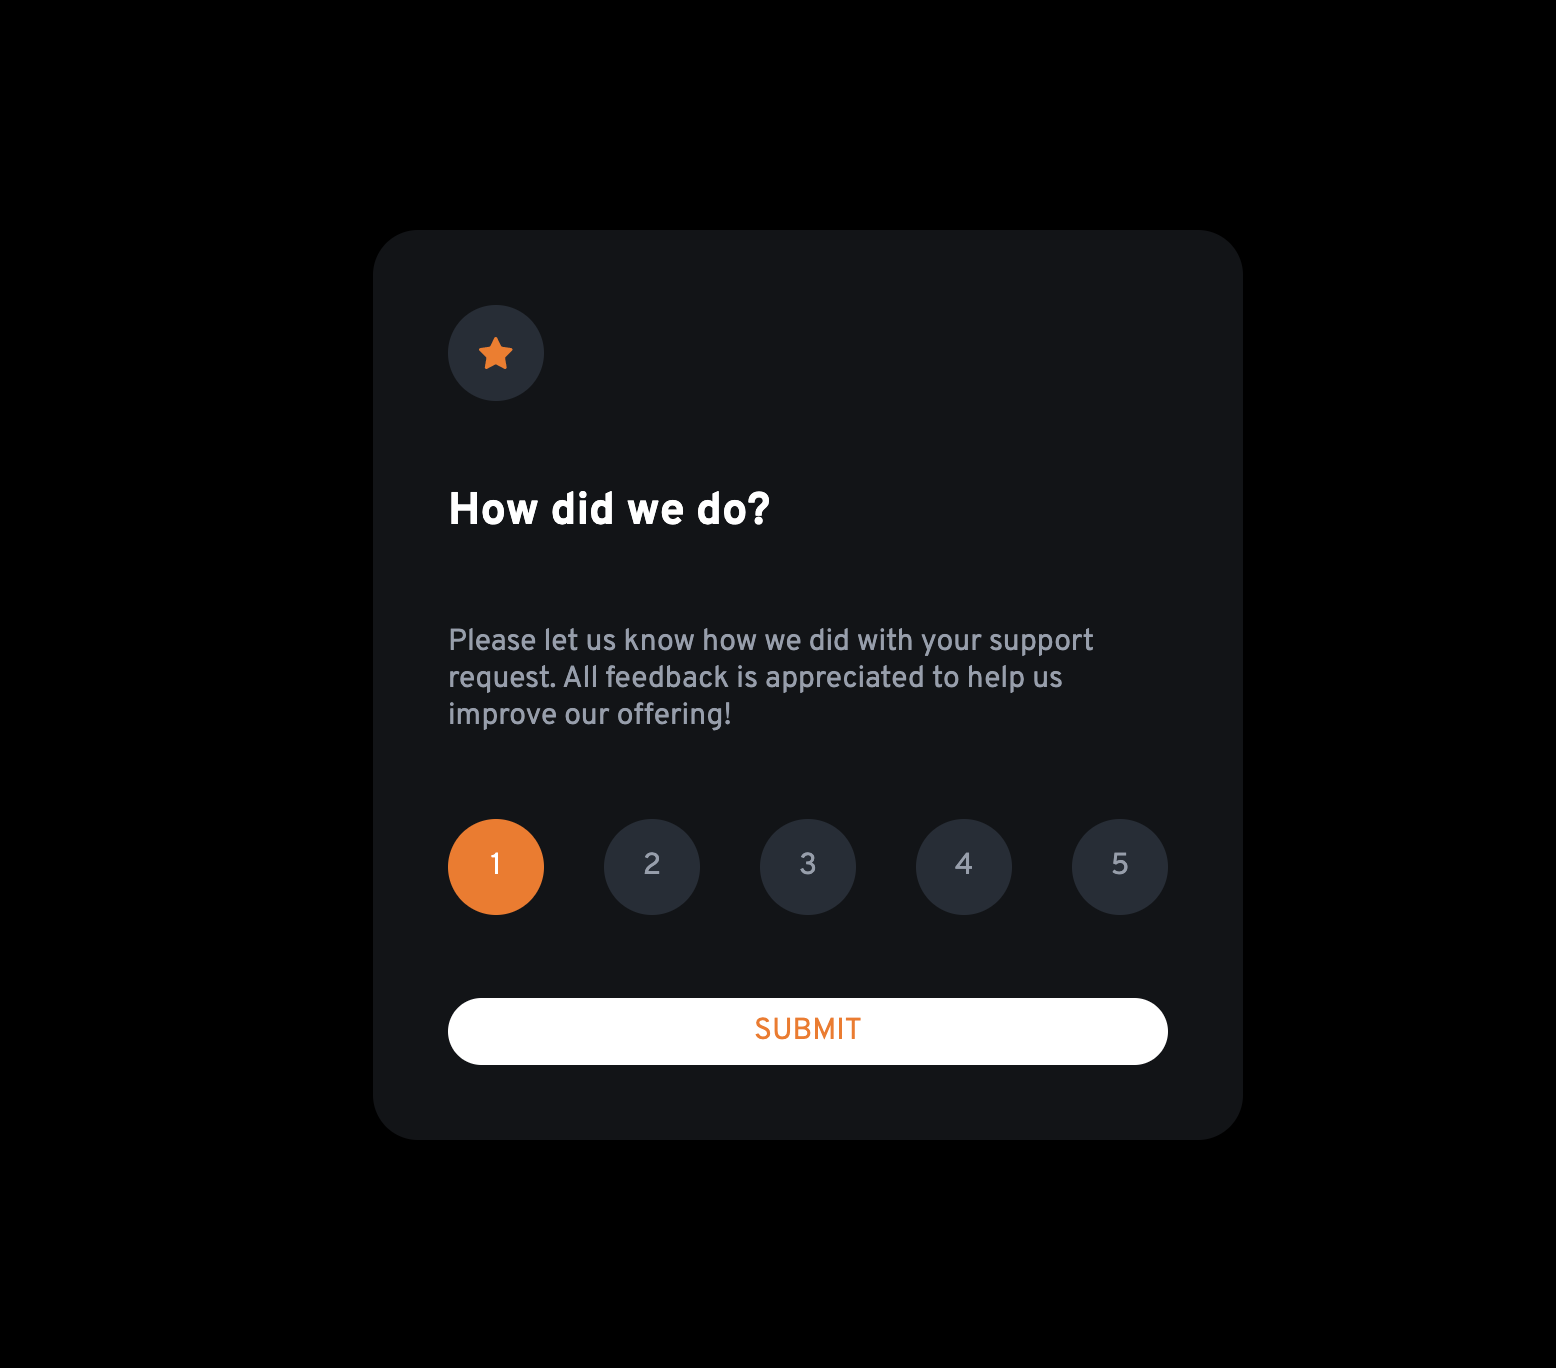 How did we do?
Please let us know how we did with your support
request. All feedback is appreciated to help us
improve our offering!
1 2 3 4 5
SUBMIT